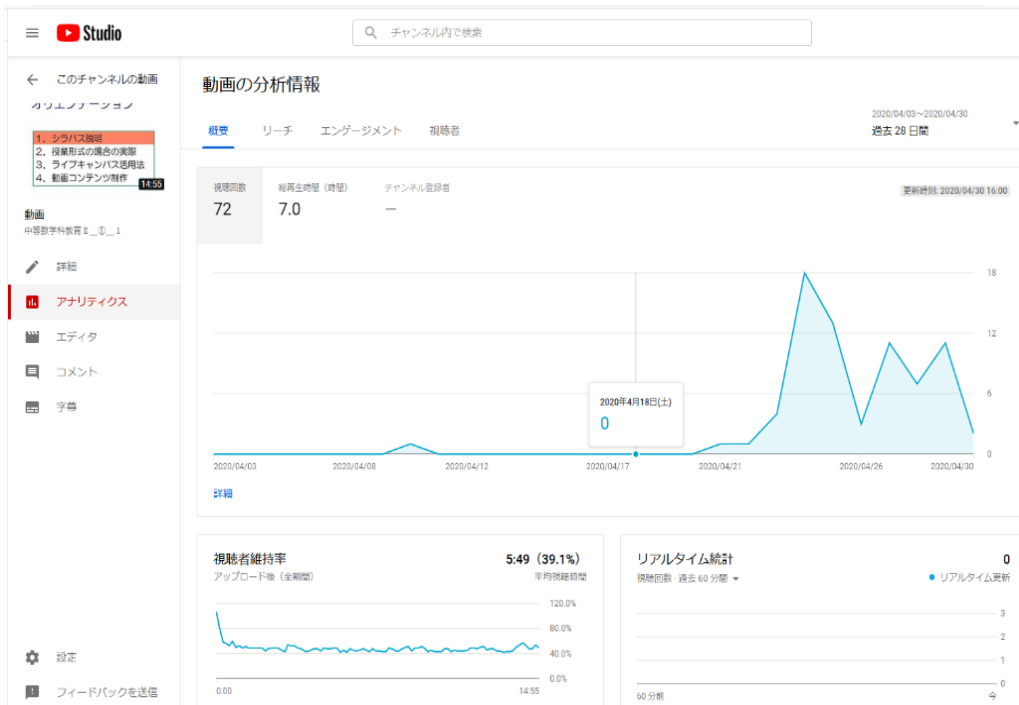 Studio
チャンネル内で検索
このチャンネルの動画
オリエンテーション
1、シラバス説明
2、授業形式の場合の実際
3、ライブキャンパス活用法
4、動画コンテンツ制作
14:55
動画
中等数学科教育Ⅱ__①__1
詳細
アナリティクス
エディタ
コメント
字幕
設定
フィードバックを送信
動画の分析情報
概要 リーチ エンゲージメント 視聴者
2020/04/03～2020/04/30
過去 28 日間
視聴回数 総再生時間（時間） チャンネル登録者
72 7.0 —
更新時刻: 2020/04/30 16:00
18
12
6
0
2020年4月18日(土)
0
2020/04/03 2020/04/08 2020/04/12 2020/04/17 2020/04/21 2020/04/26 2020/04/30
詳細
視聴者維持率 5:49（39.1%）
アップロード後（全期間） 平均視聴時間
120.0%
80.0%
40.0%
0.0%
0:00 14:55
リアルタイム統計 0
視聴回数 · 過去 60 分間 リアルタイム更新
3
2
1
0
60 分前 今